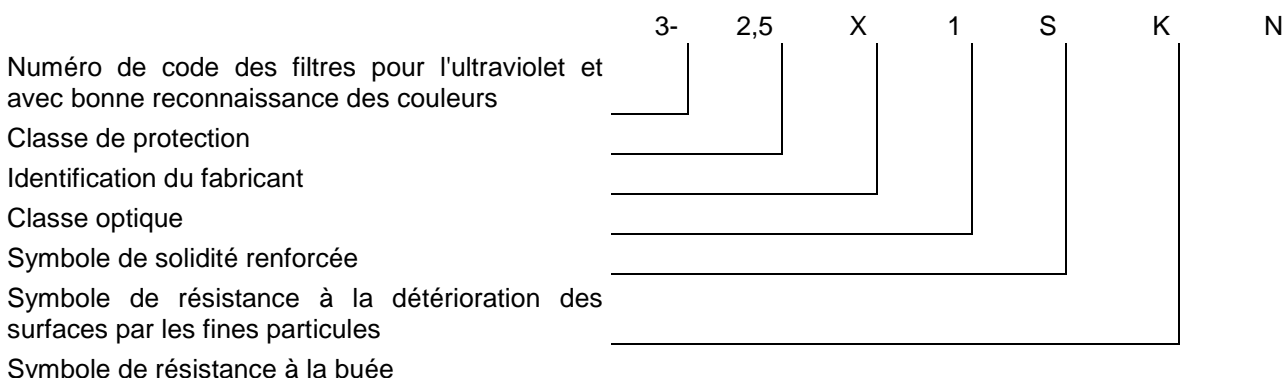 3- 2,5 X 1 S K N
Numéro de code des filtres pour l'ultraviolet et
avec bonne reconnaissance des couleurs
Classe de protection
Identification du fabricant
Classe optique
Symbole de solidité renforcée
Symbole de résistance à la détérioration des
surfaces par les fines particules
Symbole de résistance à la buée